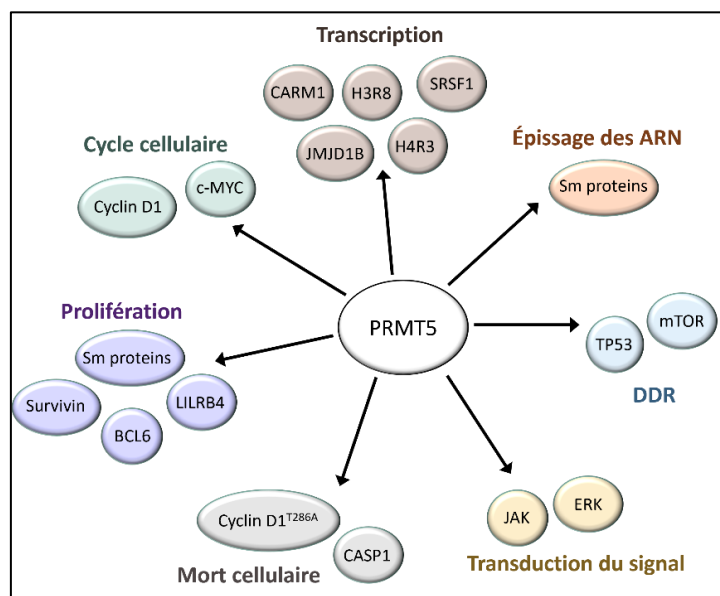 Transcription
CARM1
H3R8
SRSF1
JMJD1B
H4R3
Cycle cellulaire
Cyclin D1
c-MYC
Épissage des ARN
Sm proteins
PRMT5
Prolifération
Sm proteins
Survivin
LILRB4
BCL6
mTOR
TP53
DDR
Cyclin D1ᵀ²⁸⁶ᴬ
CASP1
Mort cellulaire
JAK
ERK
Transduction du signal